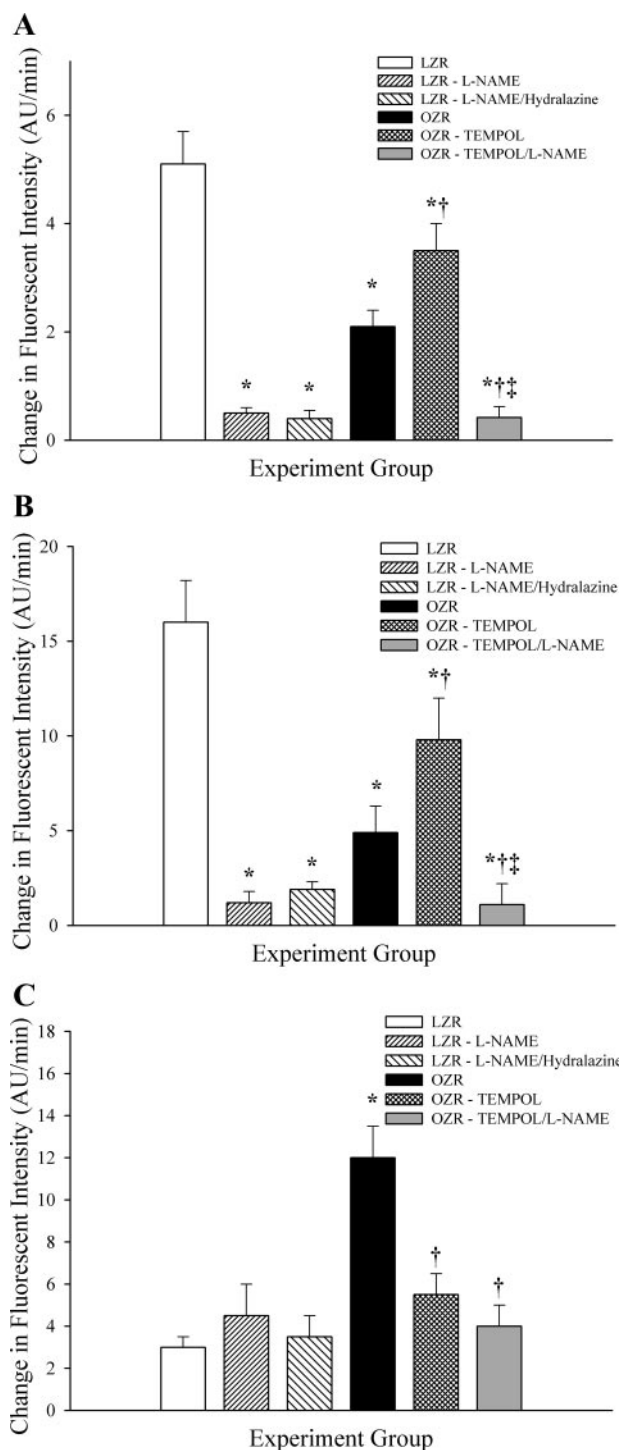 A
Change in Fluorescent Intensity (AU/min)
6
4
2
0
LZR
LZR - L-NAME
LZR - L-NAME/Hydralazine
OZR
OZR - TEMPOL
OZR - TEMPOL/L-NAME
*
*
*
*†
*†‡
Experiment Group
B
Change in Fluorescent Intensity (AU/min)
20
15
10
5
0
LZR
LZR - L-NAME
LZR - L-NAME/Hydralazine
OZR
OZR - TEMPOL
OZR - TEMPOL/L-NAME
*
*
*
*†
*†‡
Experiment Group
C
Change in Fluorescent Intensity (AU/min)
18
16
14
12
10
8
6
4
2
0
LZR
LZR - L-NAME
LZR - L-NAME/Hydralazine
OZR
OZR - TEMPOL
OZR - TEMPOL/L-NAME
*
†
†
Experiment Group